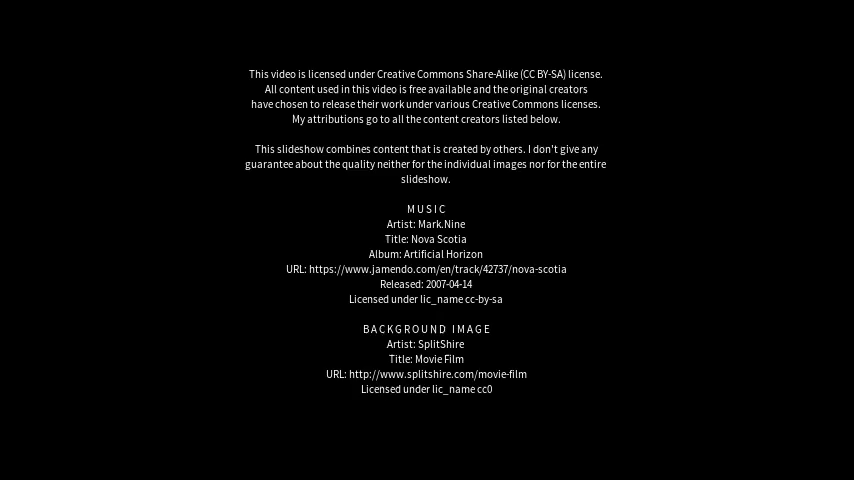 This video is licensed under Creative Commons Share-Alike (CC BY-SA) license.
All content used in this video is free available and the original creators
have chosen to release their work under various Creative Commons licenses.
My attributions go to all the content creators listed below.
This slideshow combines content that is created by others. I don't give any
guarantee about the quality neither for the individual images nor for the entire
slideshow.
MUSIC
Artist: Mark.Nine
Title: Nova Scotia
Album: Artificial Horizon
URL: https://www.jamendo.com/en/track/42737/nova-scotia
Released: 2007-04-14
Licensed under lic_name cc-by-sa
BACKGROUND IMAGE
Artist: SplitShire
Title: Movie Film
URL: http://www.splitshire.com/movie-film
Licensed under lic_name cc0